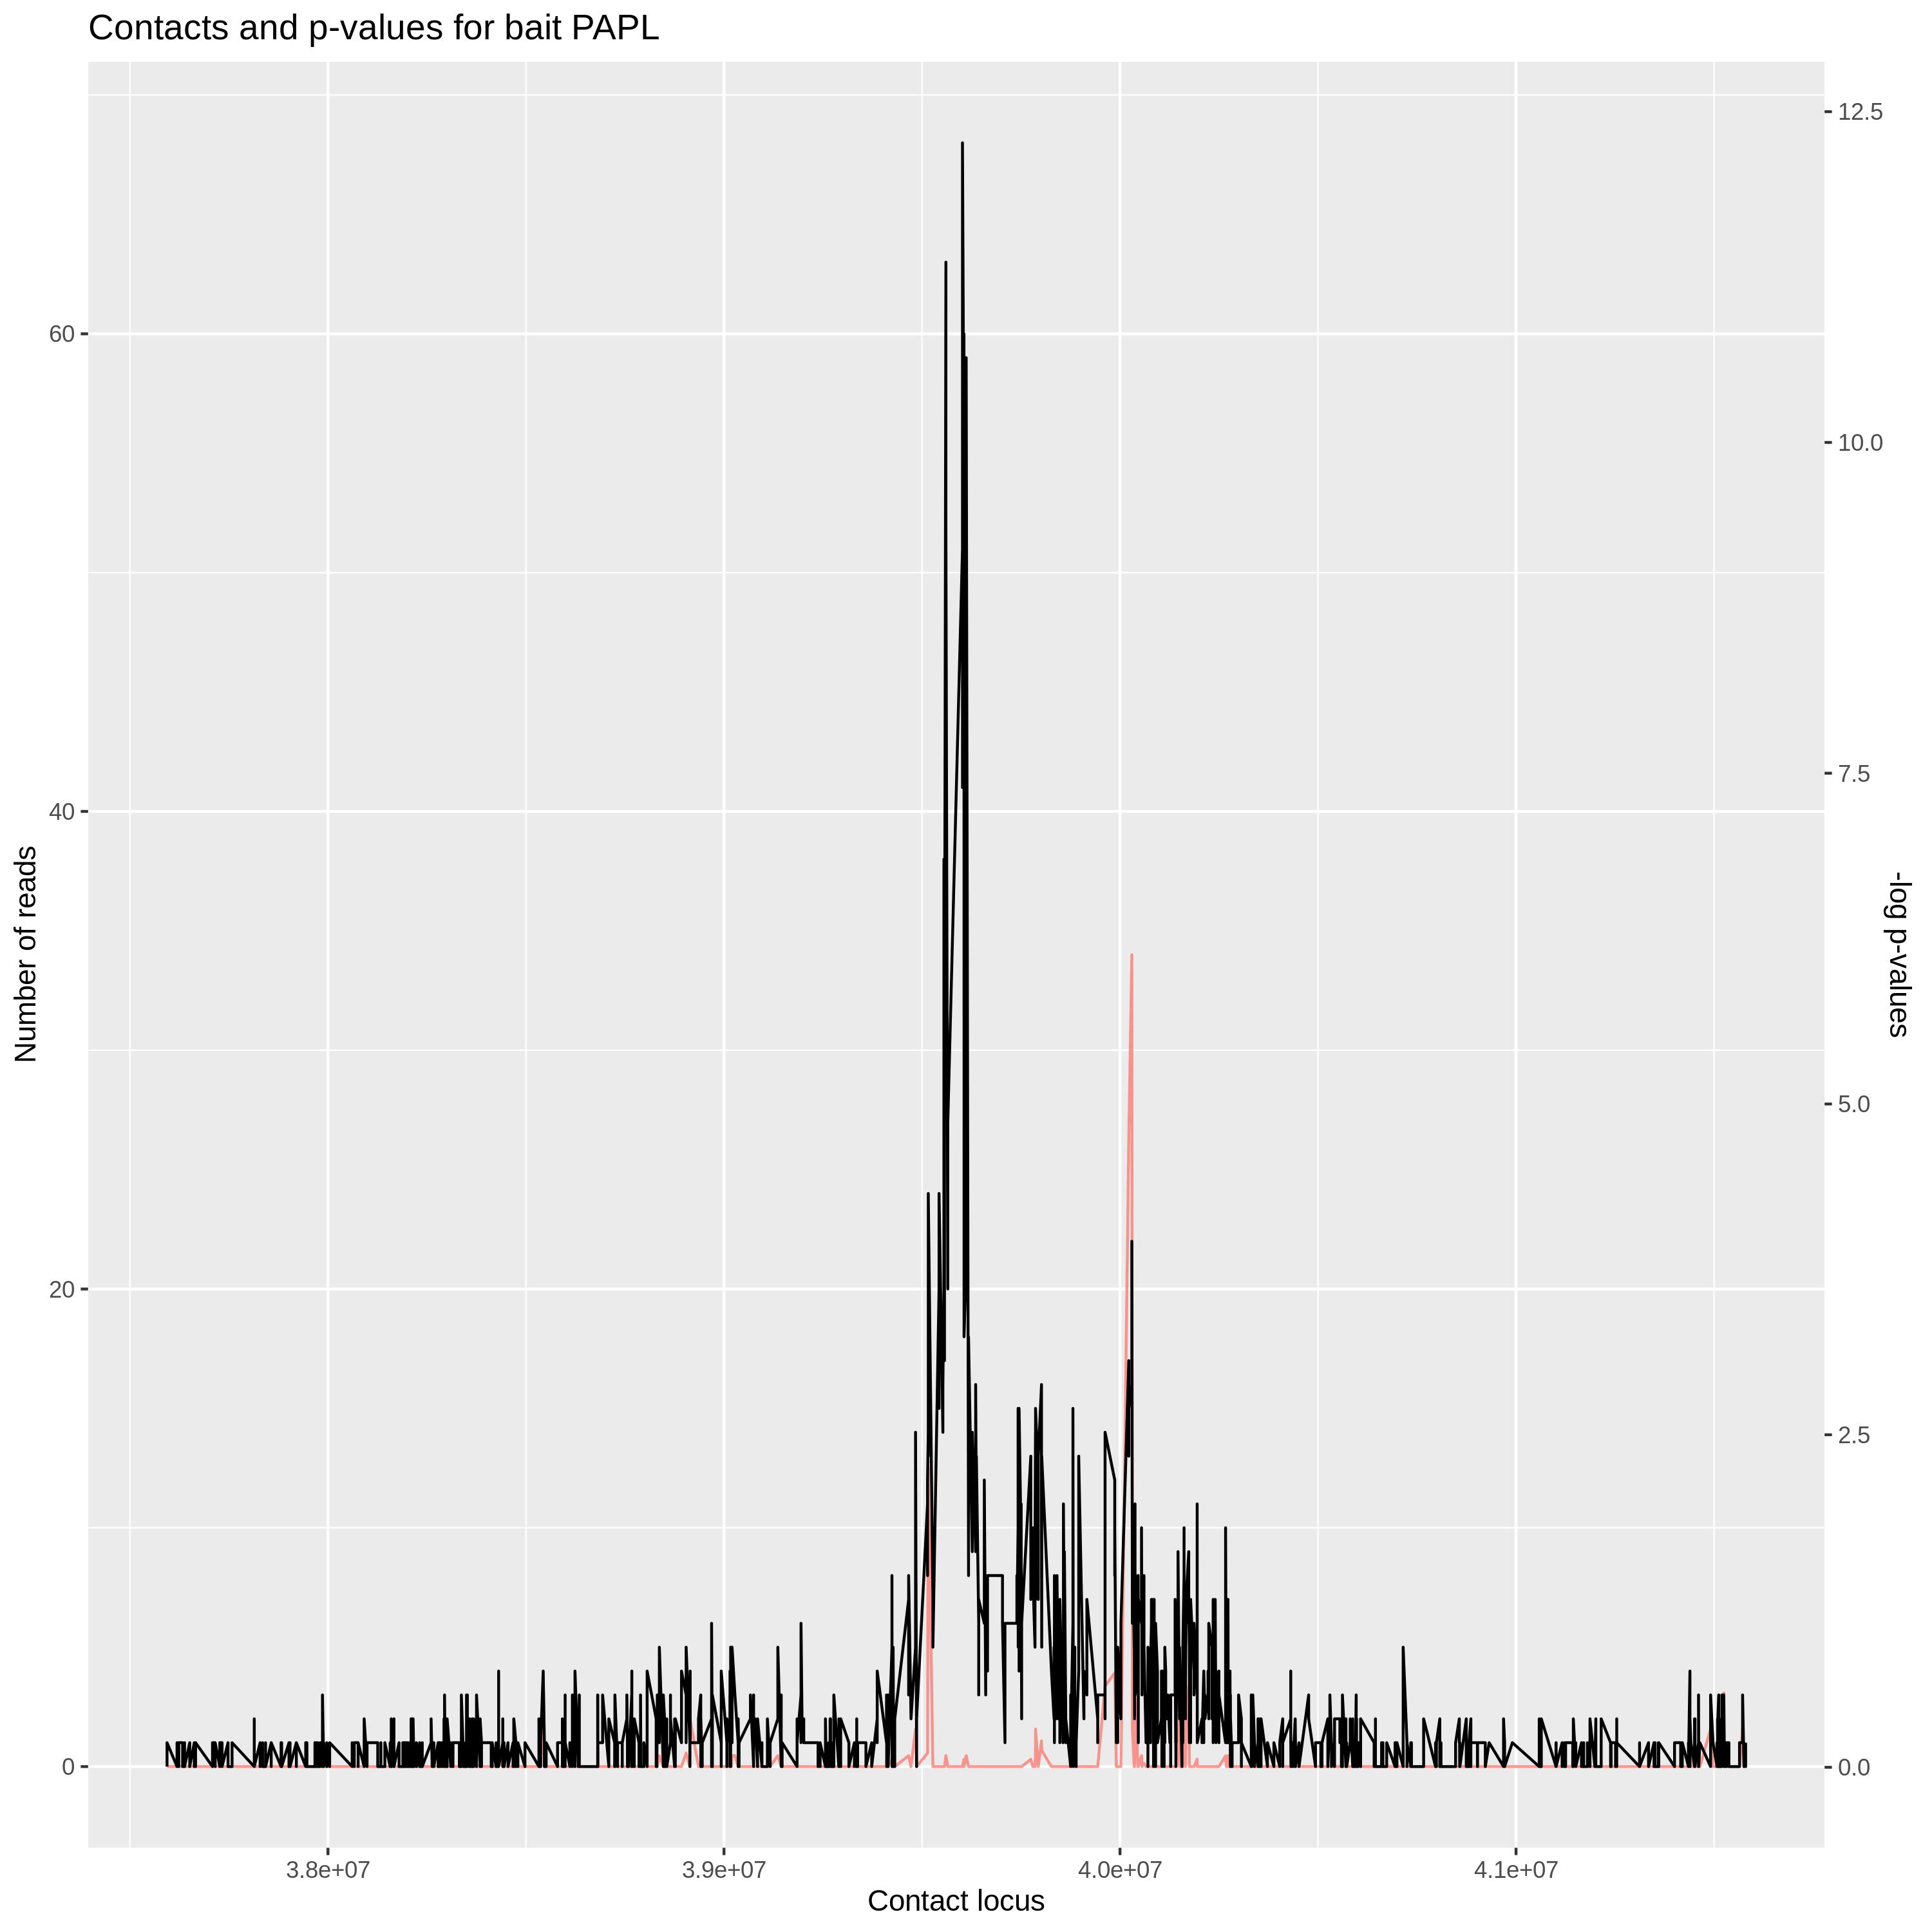 Contacts and p-values for bait PAPL
Number of reads
60
40
20
0
12.5
10.0
7.5
5.0
2.5
0.0
-log p-values
3.8e+07
3.9e+07
4.0e+07
4.1e+07
Contact locus